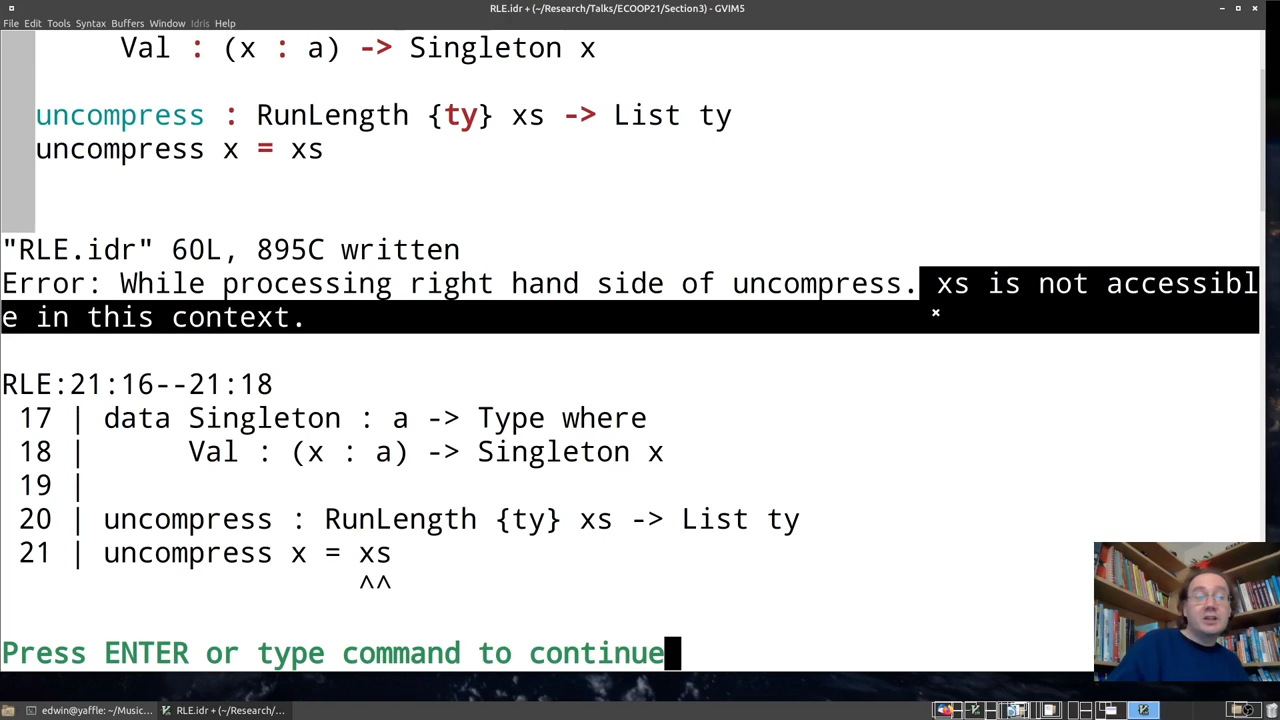 RLE.idr + (~/Research/Talks/ECOOP21/Section3) - GVIM5
File Edit Tools Syntax Buffers Window Idris Help
Val : (x : a) -> Singleton x
uncompress : RunLength {ty} xs -> List ty
uncompress x = xs
"RLE.idr" 60L, 895C written
Error: While processing right hand side of uncompress. xs is not accessibl
e in this context.
RLE:21:16--21:18
17 | data Singleton : a -> Type where
18 |      Val : (x : a) -> Singleton x
19 |
20 | uncompress : RunLength {ty} xs -> List ty
21 | uncompress x = xs
^^
Press ENTER or type command to continue
edwin@yaffle: ~/Music... RLE.idr + (~/Research/...